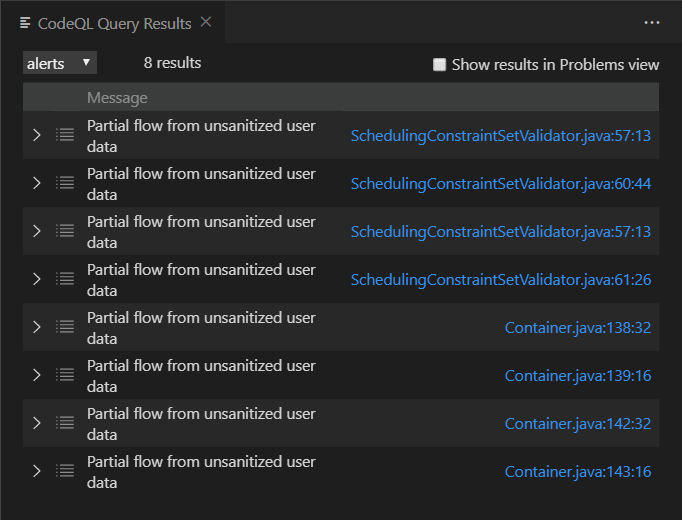 CodeQL Query Results
alerts 8 results Show results in Problems view
Message
Partial flow from unsanitized user
data
SchedulingConstraintSetValidator.java:57:13
Partial flow from unsanitized user
data
SchedulingConstraintSetValidator.java:60:44
Partial flow from unsanitized user
data
SchedulingConstraintSetValidator.java:57:13
Partial flow from unsanitized user
data
SchedulingConstraintSetValidator.java:61:26
Partial flow from unsanitized user
data
Container.java:138:32
Partial flow from unsanitized user
data
Container.java:139:16
Partial flow from unsanitized user
data
Container.java:142:32
Partial flow from unsanitized user
data
Container.java:143:16